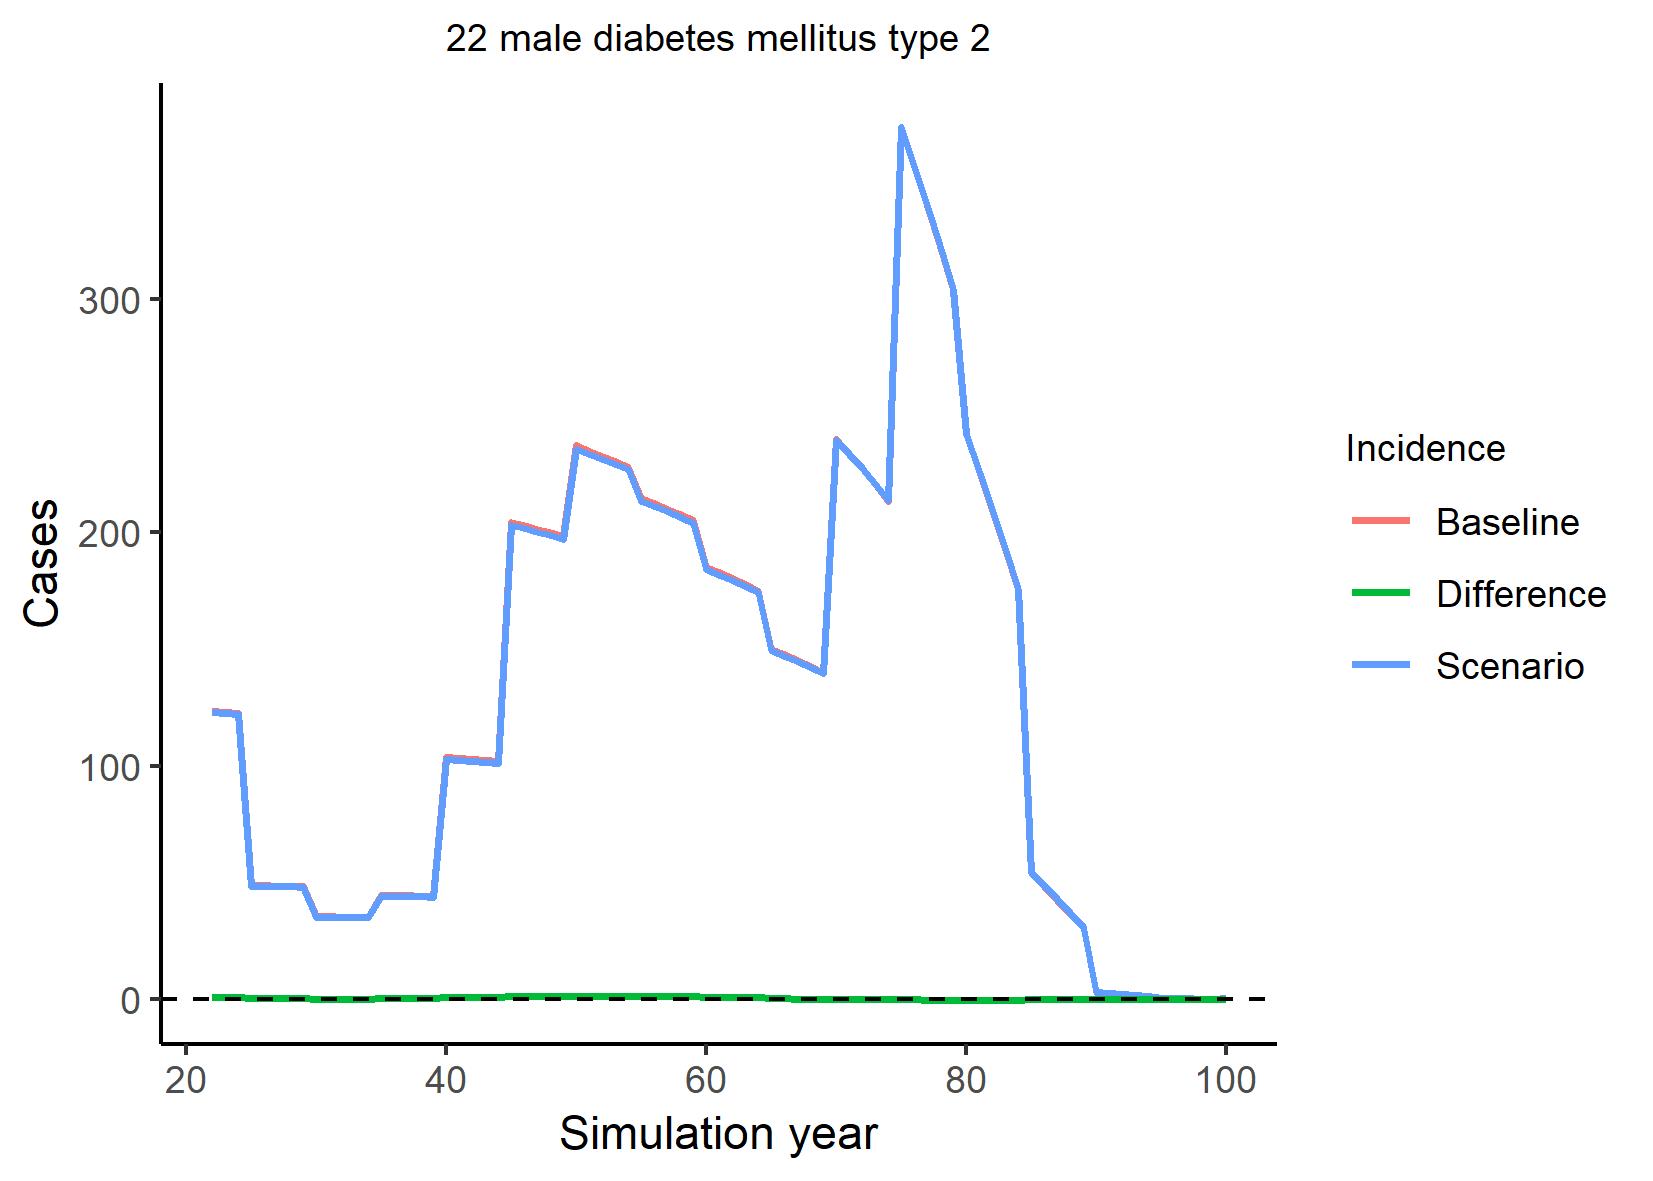 22 male diabetes mellitus type 2
Cases
300
200
100
0
20 40 60 80 100
Simulation year
Incidence
Baseline
Difference
Scenario